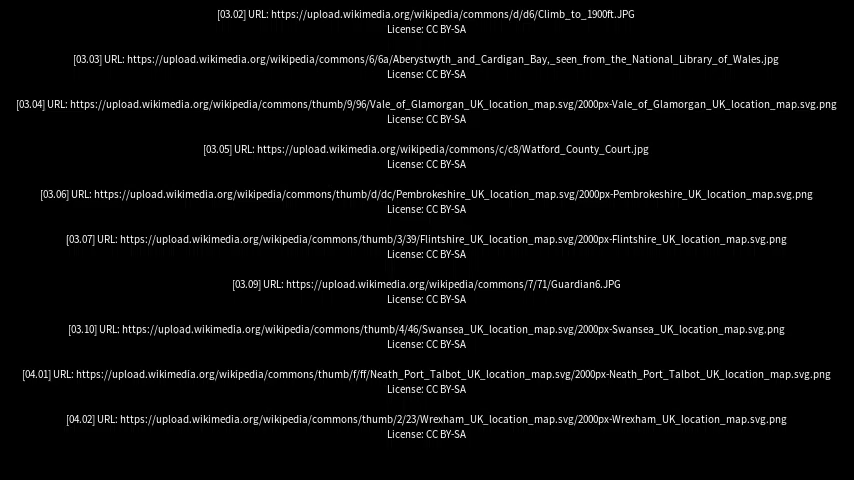 [03.02] URL: https://upload.wikimedia.org/wikipedia/commons/d/d6/Climb_to_1900ft.JPG
License: CC BY-SA
[03.03] URL: https://upload.wikimedia.org/wikipedia/commons/6/6a/Aberystwyth_and_Cardigan_Bay,_seen_from_the_National_Library_of_Wales.jpg
License: CC BY-SA
[03.04] URL: https://upload.wikimedia.org/wikipedia/commons/thumb/9/96/Vale_of_Glamorgan_UK_location_map.svg/2000px-Vale_of_Glamorgan_UK_location_map.svg.png
License: CC BY-SA
[03.05] URL: https://upload.wikimedia.org/wikipedia/commons/c/c8/Watford_County_Court.jpg
License: CC BY-SA
[03.06] URL: https://upload.wikimedia.org/wikipedia/commons/thumb/d/dc/Pembrokeshire_UK_location_map.svg/2000px-Pembrokeshire_UK_location_map.svg.png
License: CC BY-SA
[03.07] URL: https://upload.wikimedia.org/wikipedia/commons/thumb/3/39/Flintshire_UK_location_map.svg/2000px-Flintshire_UK_location_map.svg.png
License: CC BY-SA
[03.09] URL: https://upload.wikimedia.org/wikipedia/commons/7/71/Guardian6.JPG
License: CC BY-SA
[03.10] URL: https://upload.wikimedia.org/wikipedia/commons/thumb/4/46/Swansea_UK_location_map.svg/2000px-Swansea_UK_location_map.svg.png
License: CC BY-SA
[04.01] URL: https://upload.wikimedia.org/wikipedia/commons/thumb/f/ff/Neath_Port_Talbot_UK_location_map.svg/2000px-Neath_Port_Talbot_UK_location_map.svg.png
License: CC BY-SA
[04.02] URL: https://upload.wikimedia.org/wikipedia/commons/thumb/2/23/Wrexham_UK_location_map.svg/2000px-Wrexham_UK_location_map.svg.png
License: CC BY-SA